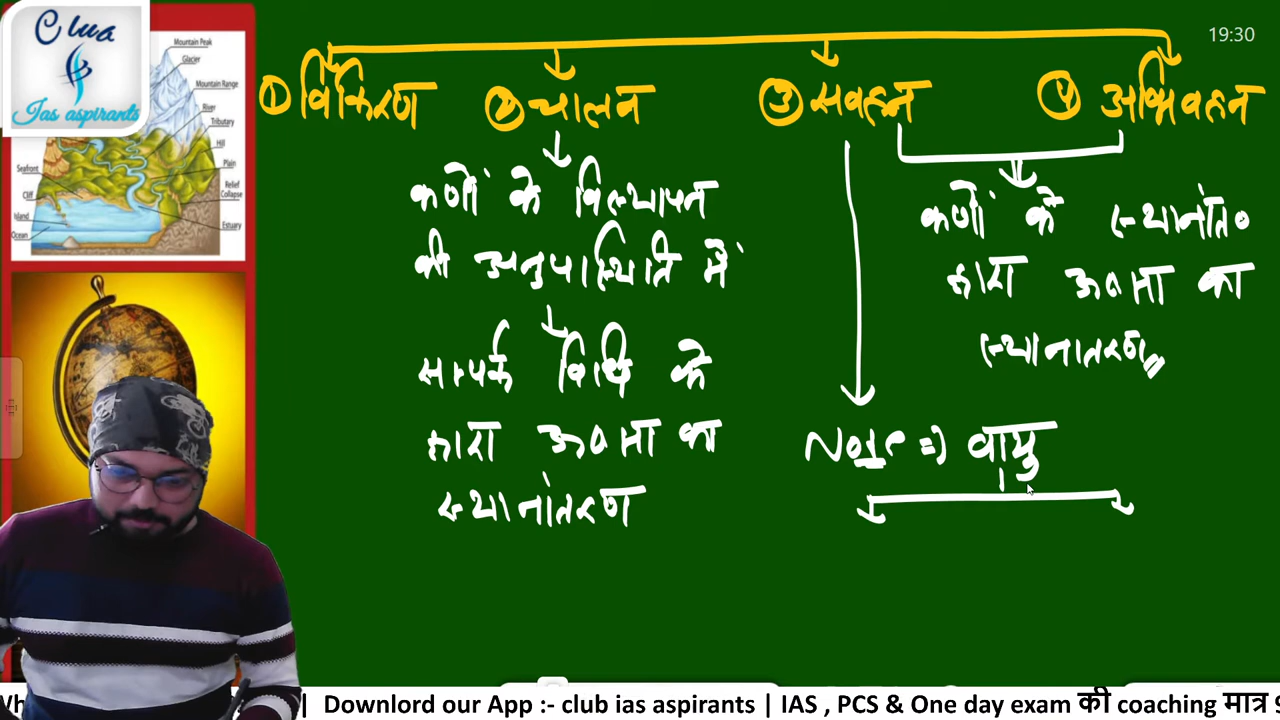 Club
Ias aspirants
19:30
Mountain Peak
Glacier
Mountain Range
River
Tributary
Hill
Plain
Seafront
Cliff
Relief
Collapse
Island
Estuary
Ocean
① विकिरण ② चालन ③ संवहन ④ अभिवहन
कणों के विस्थापन
की अनुपस्थिति में
सम्पर्क विधि के
द्वारा ऊष्मा का
स्थानांतरण
कणों के स्थानांत०
द्वारा ऊष्मा का
स्थानातरण
Note => वायु
| Downlord our App :- club ias aspirants | IAS , PCS & One day exam की coaching मात्र